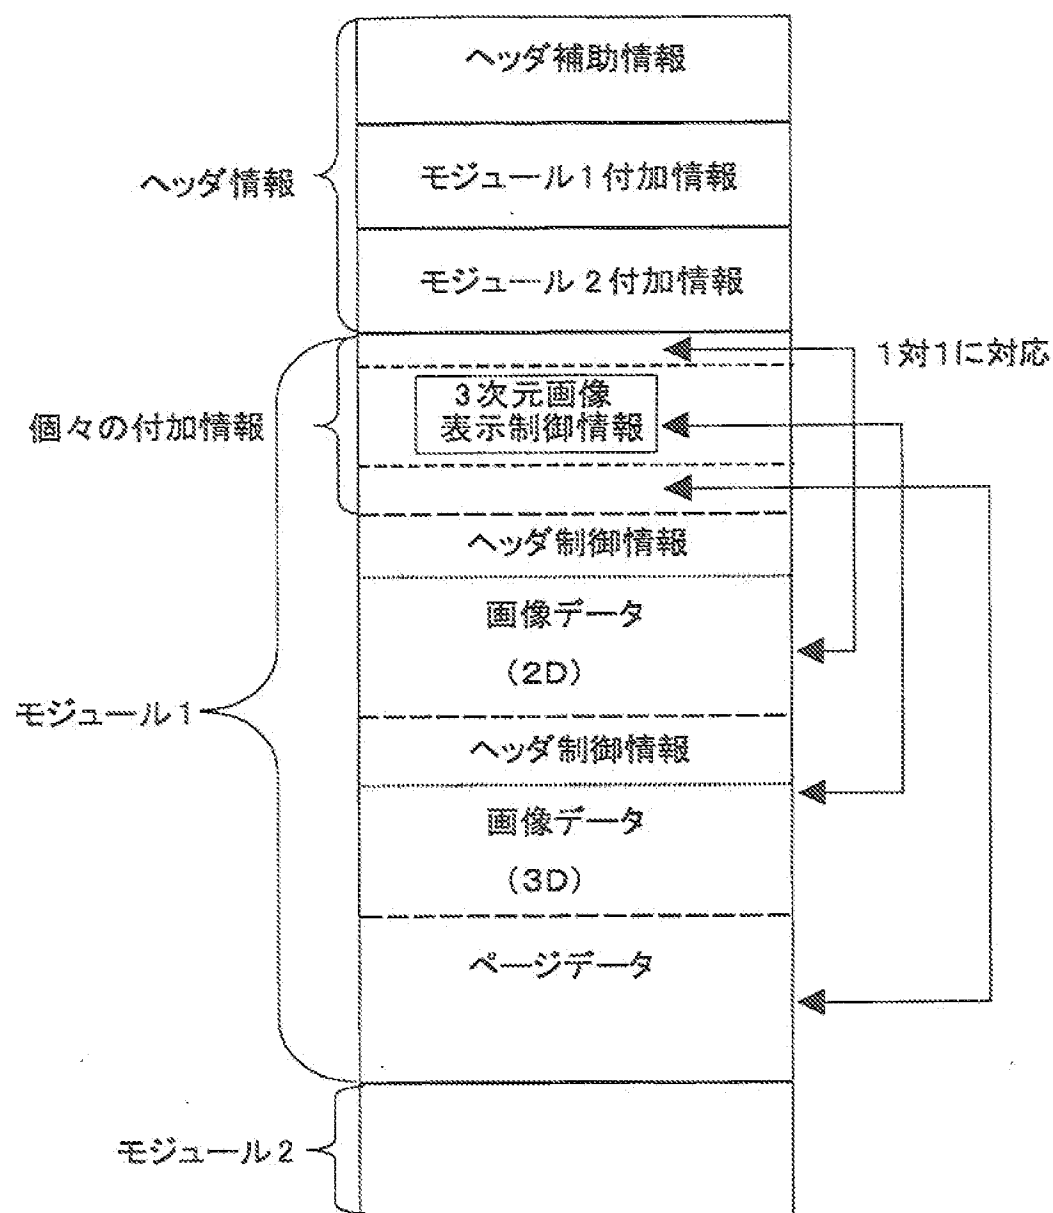 ヘッダ補助情報
ヘッダ情報
モジュール1付加情報
モジュール2付加情報
1対1に対応
個々の付加情報
3次元画像
表示制御情報
ヘッダ制御情報
画像データ
(2D)
モジュール1
ヘッダ制御情報
画像データ
(3D)
ページデータ
モジュール2